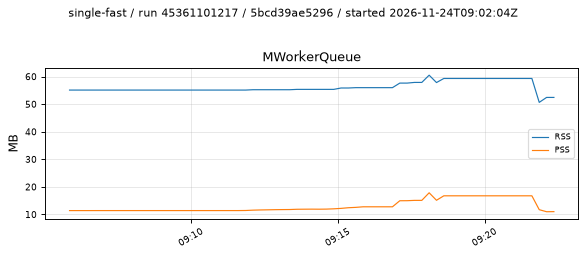 single-fast / run 45361101217 / 5bcd39ae5296 / started 2026-11-24T09:02:04Z
MWorkerQueue
MB
60
50
40
30
20
10
RSS
PSS
09:10
09:15
09:20